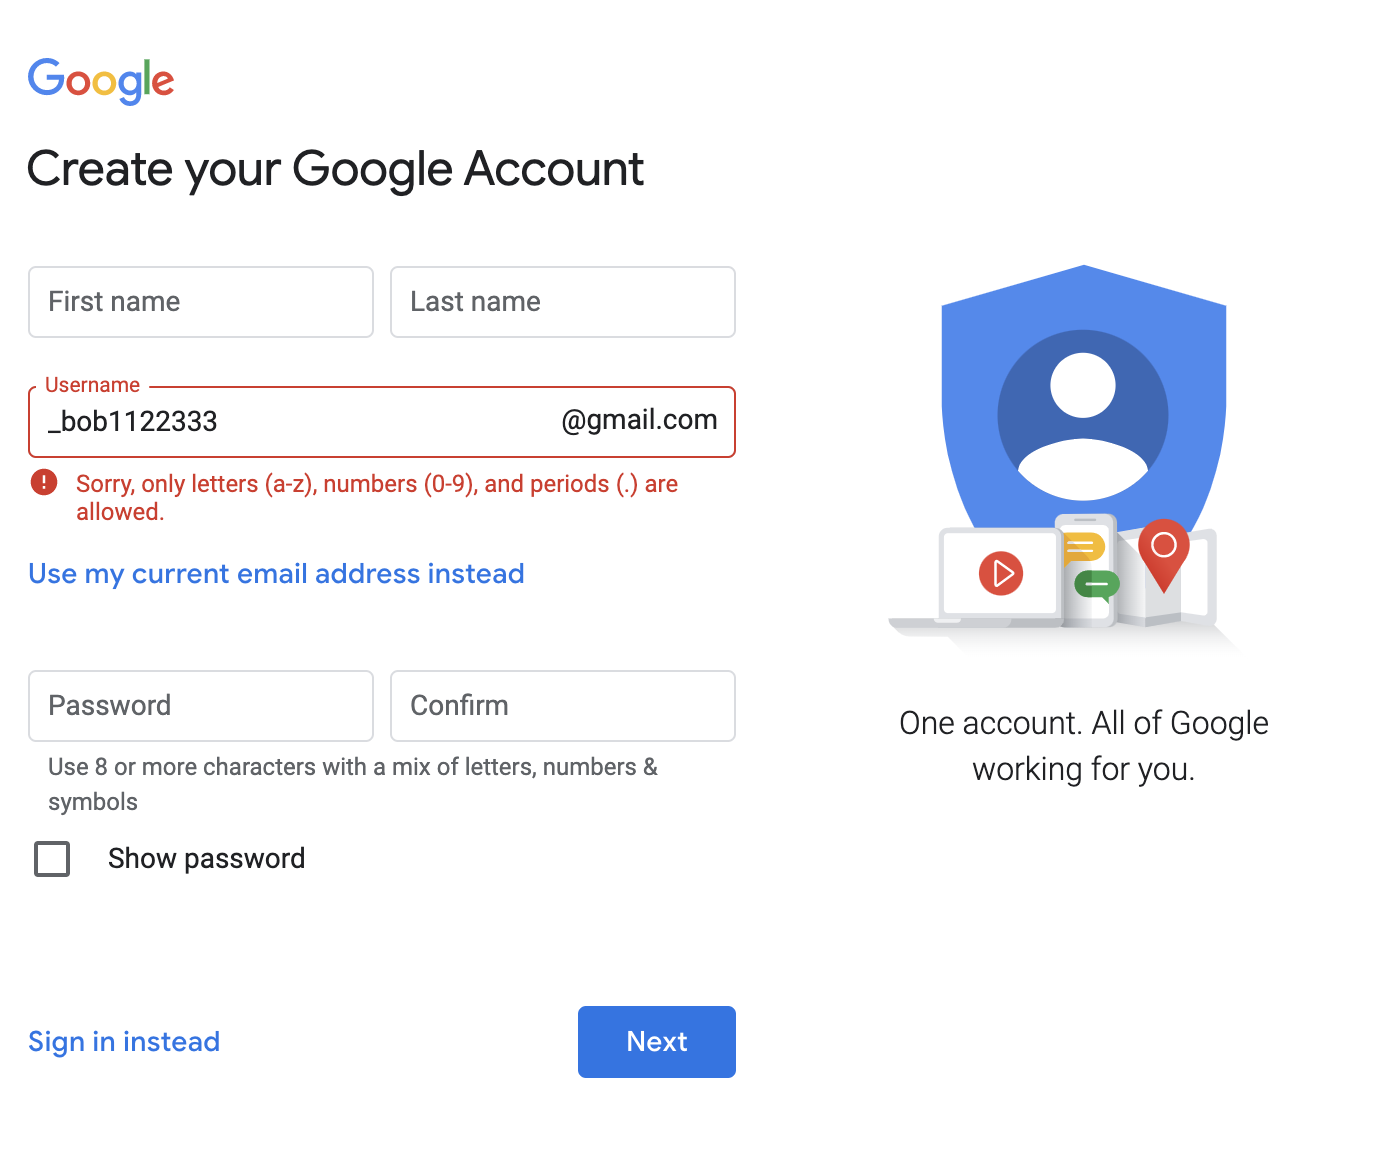 Google
Create your Google Account
First name
Last name
Username
_bob1122333
@gmail.com
Sorry, only letters (a-z), numbers (0-9), and periods (.) are
allowed.
Use my current email address instead
Password
Confirm
Use 8 or more characters with a mix of letters, numbers &
symbols
Show password
Sign in instead
Next
One account. All of Google
working for you.